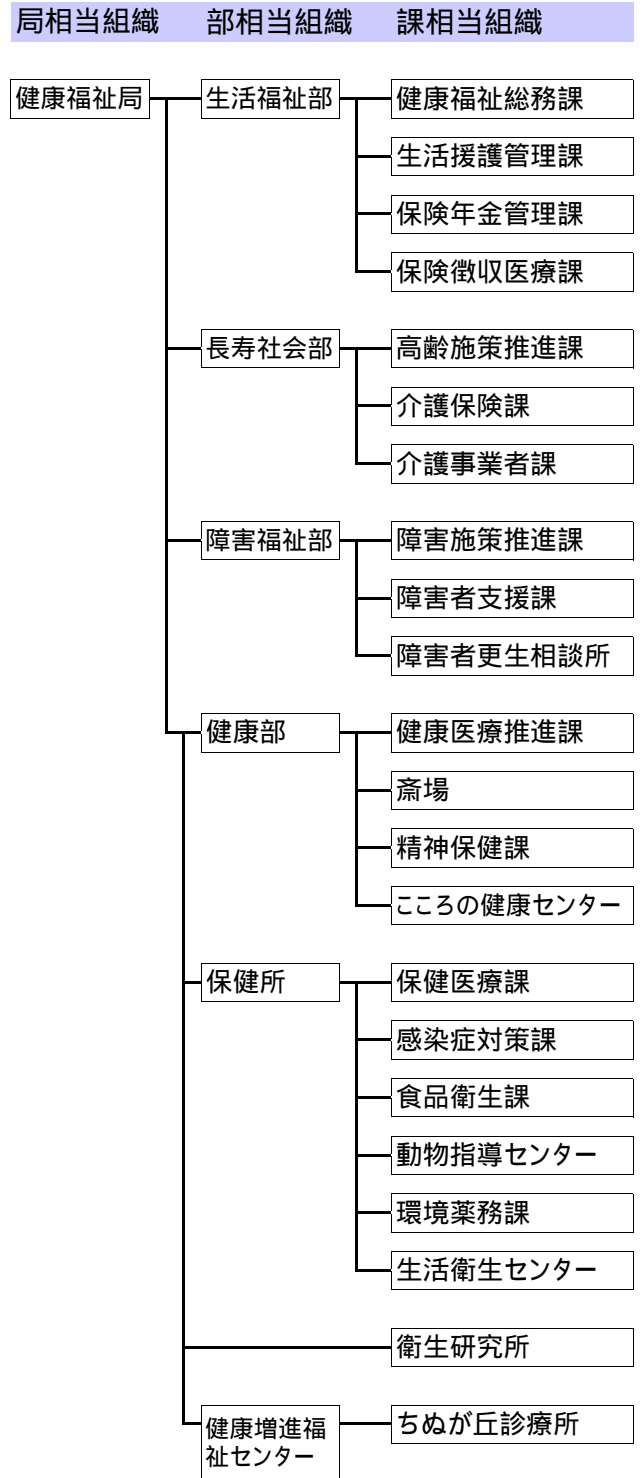 局相当組織 部相当組織 課相当組織
健康福祉局 生活福祉部 健康福祉総務課
生活援護管理課
保険年金管理課
保険徴収医療課
長寿社会部 高齢施策推進課
介護保険課
介護事業者課
障害福祉部 障害施策推進課
障害者支援課
障害者更生相談所
健康部 健康医療推進課
斎場
精神保健課
こころの健康センター
保健所 保健医療課
感染症対策課
食品衛生課
動物指導センター
環境薬務課
生活衛生センター
衛生研究所
健康増進福
祉センター
ちぬが丘診療所